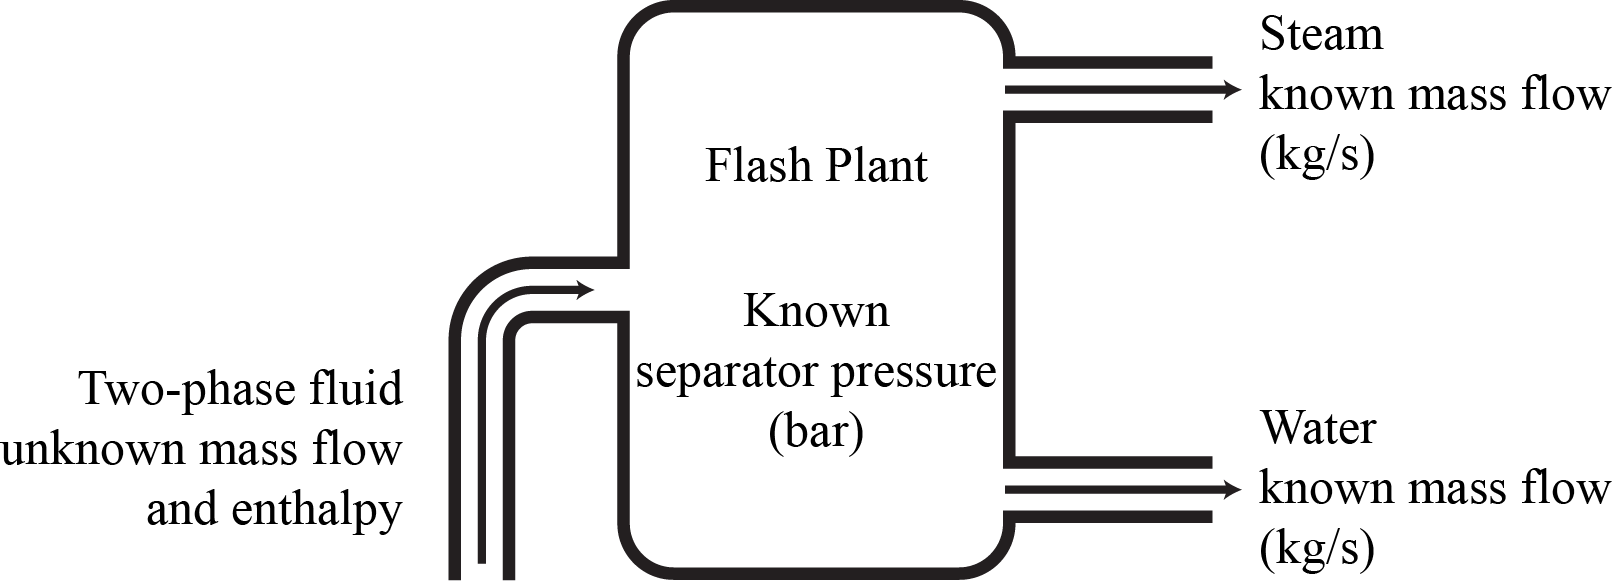 Steam
known mass flow
(kg/s)
Flash Plant
Known
separator pressure
(bar)
Two-phase fluid
unknown mass flow
and enthalpy
Water
known mass flow
(kg/s)